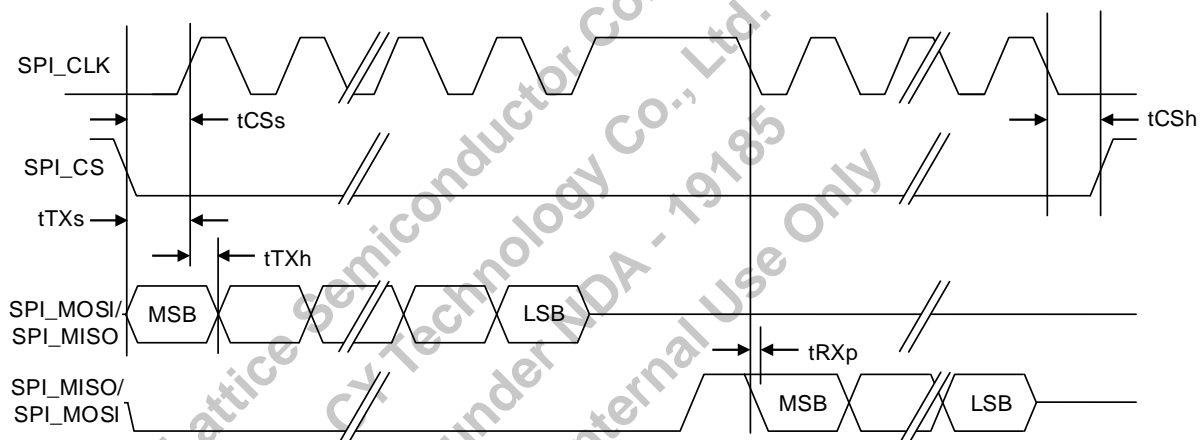 SPI_CLK
tCSs
tCSh
SPI_CS
tTXs
tTXh
SPI_MOSI/
SPI_MISO
MSB
LSB
tRXp
SPI_MISO/
SPI_MOSI
MSB
LSB
Lattice Semiconductor Co
CY Technology Co., Ltd.
under NDA - 19185
Internal Use Only